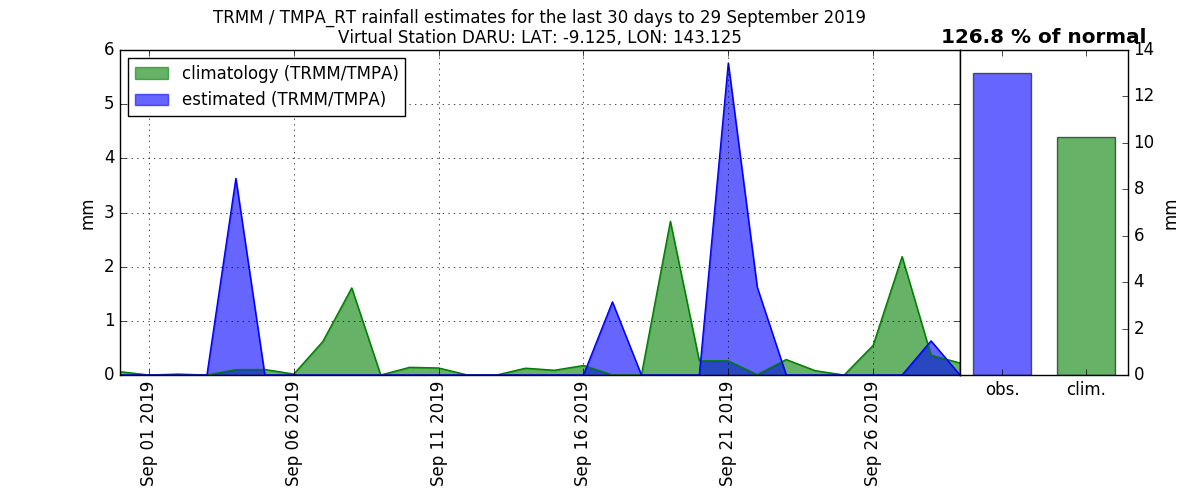 TRMM / TMPA_RT rainfall estimates for the last 30 days to 29 September 2019
Virtual Station DARU: LAT: -9.125, LON: 143.125
126.8 % of normal
climatology (TRMM/TMPA)
estimated (TRMM/TMPA)
6
5
4
3
2
1
0
mm
Sep 01 2019
Sep 06 2019
Sep 11 2019
Sep 16 2019
Sep 21 2019
Sep 26 2019
14
12
10
8
6
4
2
0
mm
obs.
clim.